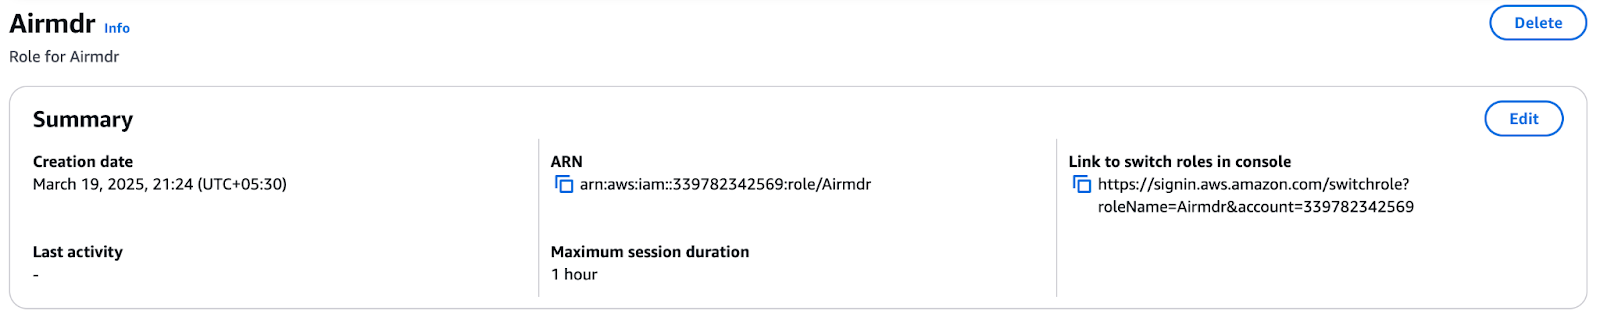 Airmdr Info
Delete
Role for Airmdr
Summary
Edit
Creation date
March 19, 2025, 21:24 (UTC+05:30)
ARN
arn:aws:iam::339782342569:role/Airmdr
Link to switch roles in console
https://signin.aws.amazon.com/switchrole?
roleName=Airmdr&account=339782342569
Last activity
-
Maximum session duration
1 hour